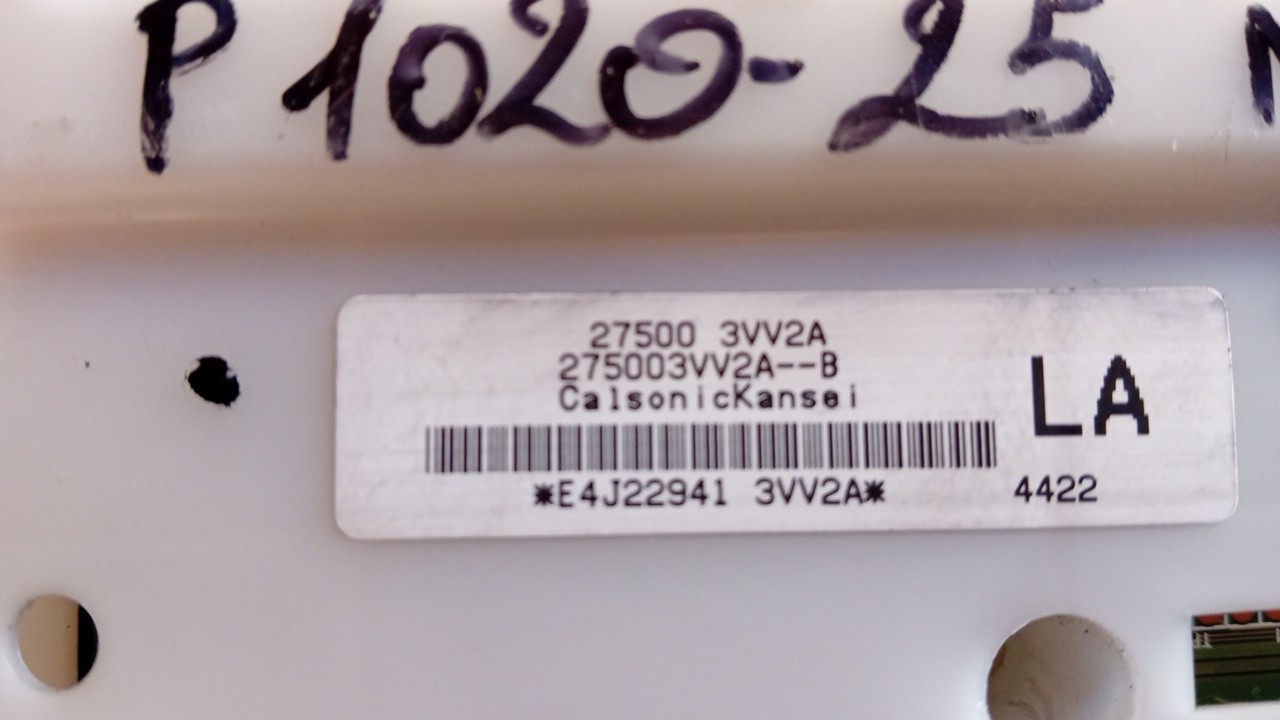 P1020-25
27500 3VV2A
275003VV2A--B
CalsonicKansei
LA
*E4J22941 3VV2A*
4422